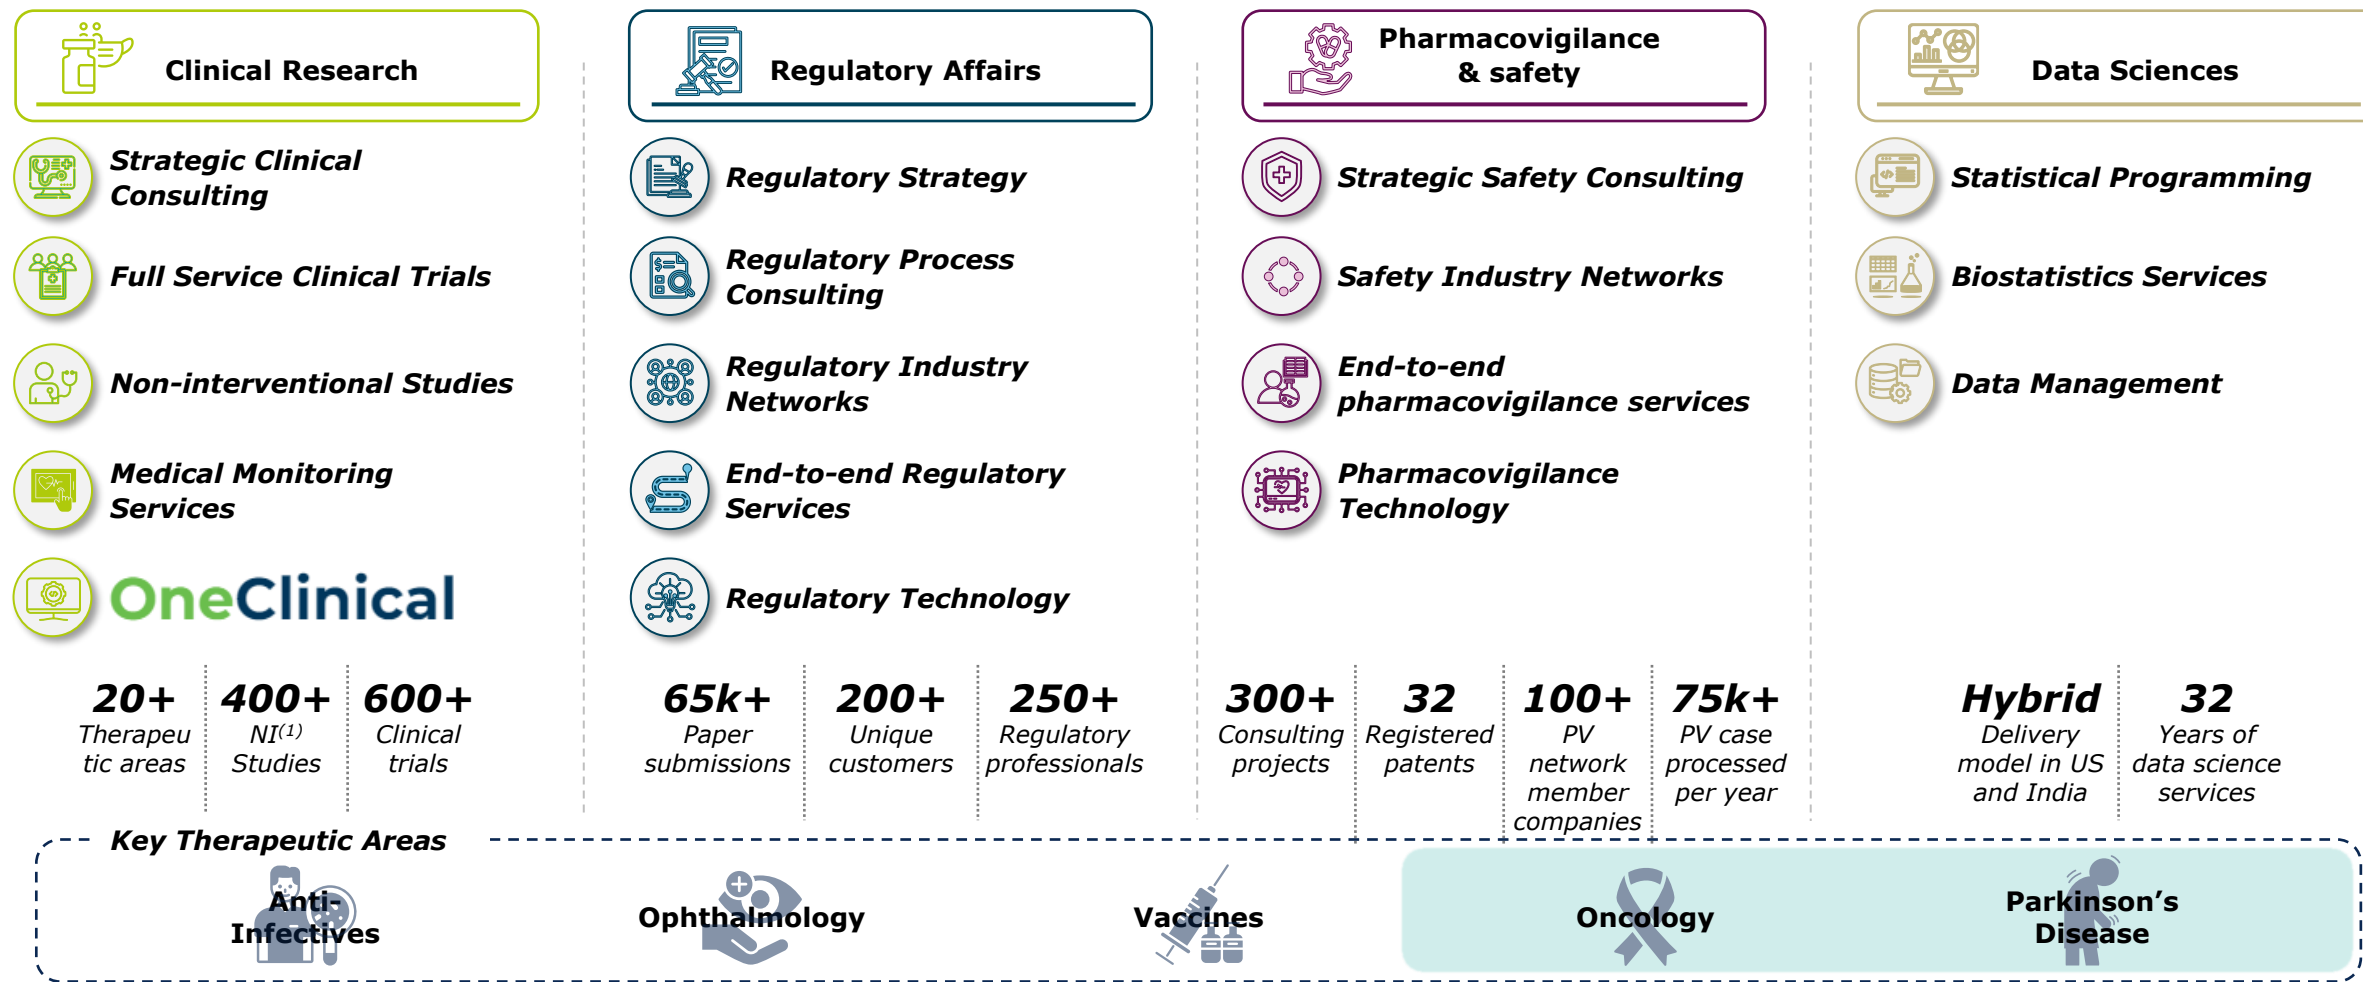 Clinical Research
Strategic Clinical
Consulting
Full Service Clinical Trials
Non-interventional Studies
Medical Monitoring
Services
OneClinical
20+
Therapeu
tic areas
400+
NI(1)
Studies
600+
Clinical
trials
Regulatory Affairs
Regulatory Strategy
Regulatory Process
Consulting
Regulatory Industry
Networks
End-to-end Regulatory
Services
Regulatory Technology
65k+
Paper
submissions
200+
Unique
customers
250+
Regulatory
professionals
Pharmacovigilance
& safety
Strategic Safety Consulting
Safety Industry Networks
End-to-end
pharmacovigilance services
Pharmacovigilance
Technology
300+
Consulting
projects
32
Registered
patents
100+
PV
network
member
companies
75k+
PV case
processed
per year
Data Sciences
Statistical Programming
Biostatistics Services
Data Management
Hybrid
Delivery
model in US
and India
32
Years of
data science
services
Key Therapeutic Areas
Anti-
Infectives
Ophthalmology
Vaccines
Oncology
Parkinson’s
Disease